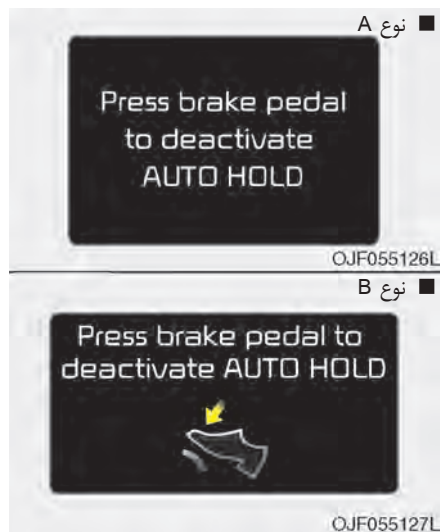 ■ نوع A
Press brake pedal
to deactivate
AUTO HOLD
OJF055126L
■ نوع B
Press brake pedal to
deactivate AUTO HOLD
OJF055127L